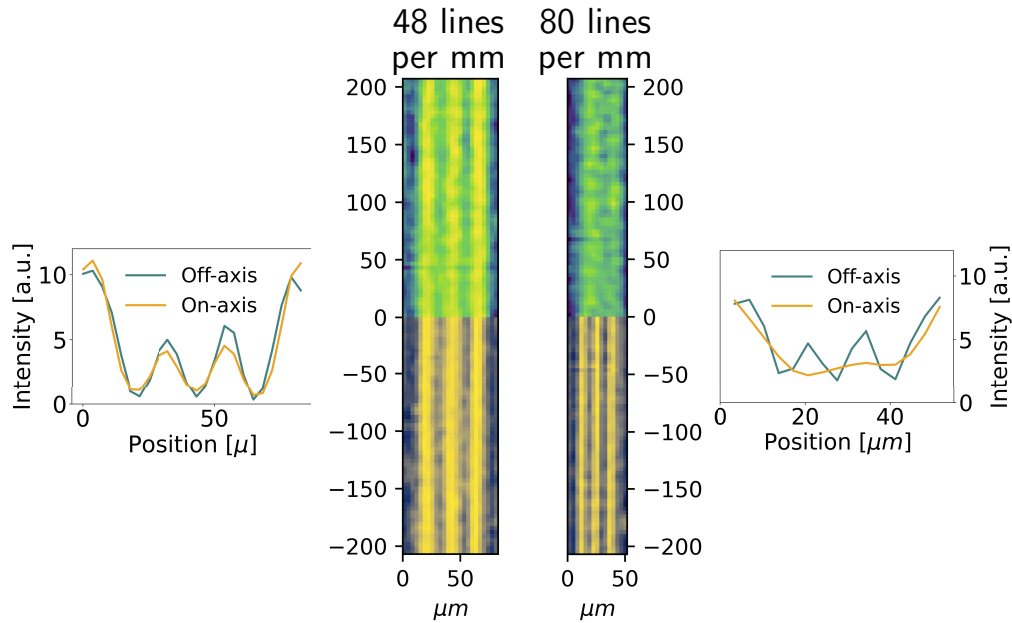 48 lines
per mm
80 lines
per mm
Intensity [a.u.]
10
5
0
Off-axis
On-axis
0
50
Position [μ]
200
150
100
50
0
−50
−100
−150
−200
0
50
μm
200
150
100
50
0
−50
−100
−150
−200
0
50
μm
Off-axis
On-axis
10
5
0
Intensity [a.u.]
0
20
40
Position [μm]